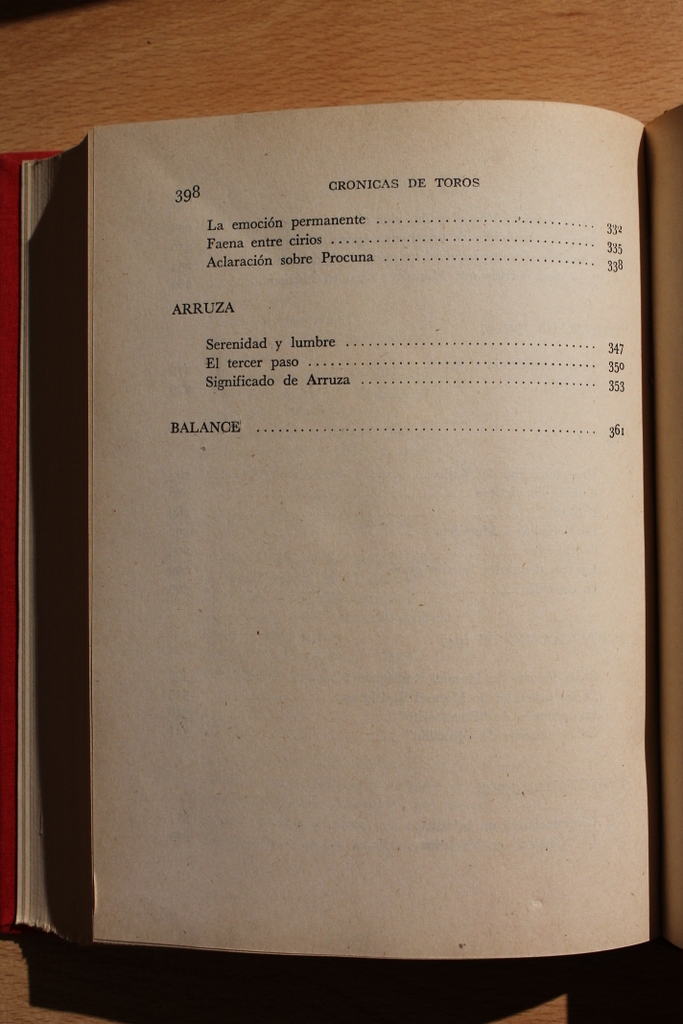 398 CRONICAS DE TOROS
La emoción permanente ............................ 332
Faena entre cirios .................................. 335
Aclaración sobre Procuna .......................... 338
ARRUZA
Serenidad y lumbre ................................ 347
El tercer paso ..................................... 350
Significado de Arruza .............................. 353
BALANCE ............................................ 361